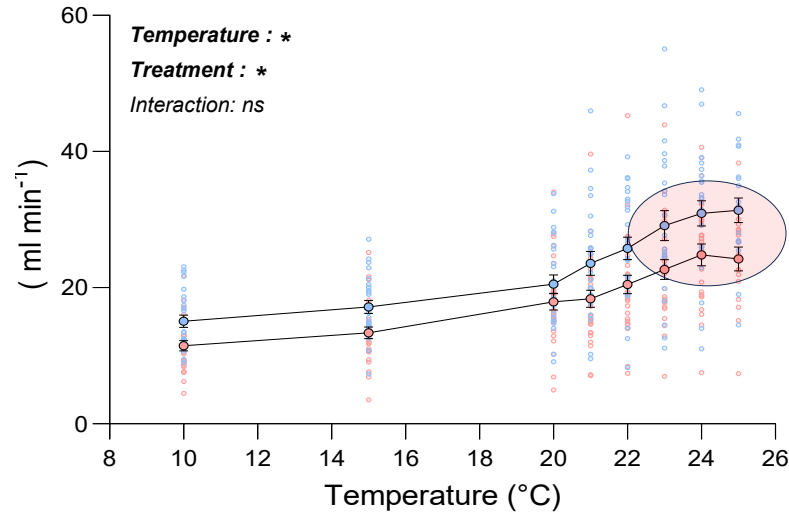 60
Temperature : *
Treatment : *
Interaction: ns
40
( ml min⁻¹)
20
0
8 10 12 14 16 18 20 22 24 26
Temperature (°C)